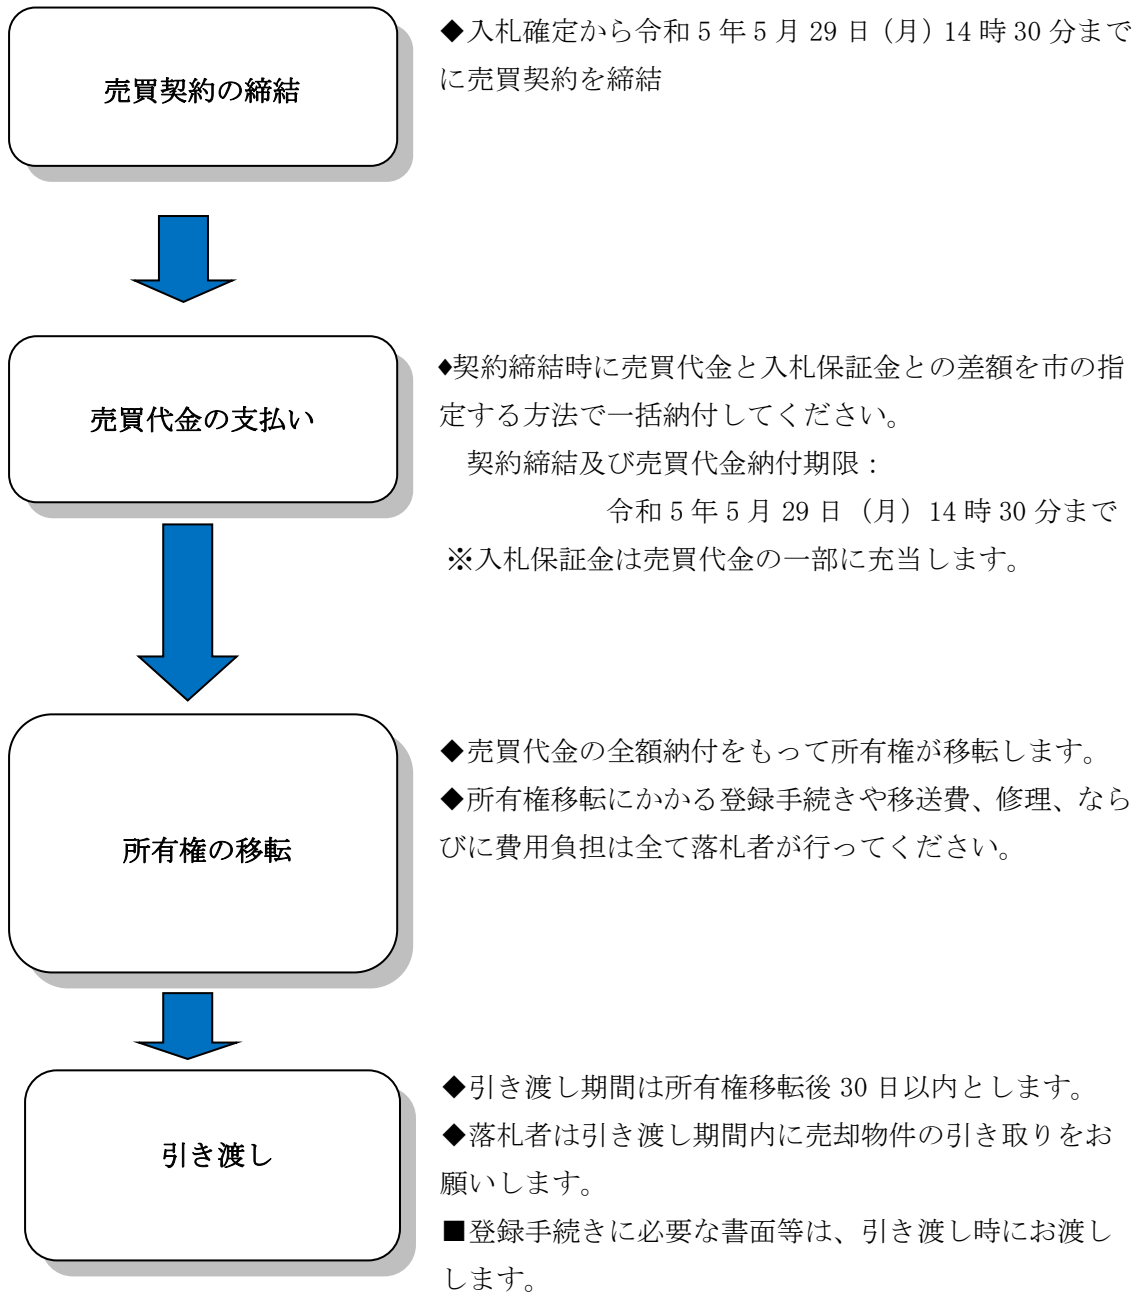 売買契約の締結
◆入札確定から令和5年5月29日（月）14時30分まで
に売買契約を締結
売買代金の支払い
♦契約締結時に売買代金と入札保証金との差額を市の指
定する方法で一括納付してください。
契約締結及び売買代金納付期限：
令和5年5月29日（月）14時30分まで
※入札保証金は売買代金の一部に充当します。
所有権の移転
◆売買代金の全額納付をもって所有権が移転します。
◆所有権移転にかかる登録手続きや移送費、修理、なら
びに費用負担は全て落札者が行ってください。
引き渡し
◆引き渡し期間は所有権移転後30日以内とします。
◆落札者は引き渡し期間内に売却物件の引き取りをお
願いします。
■登録手続きに必要な書面等は、引き渡し時にお渡し
します。